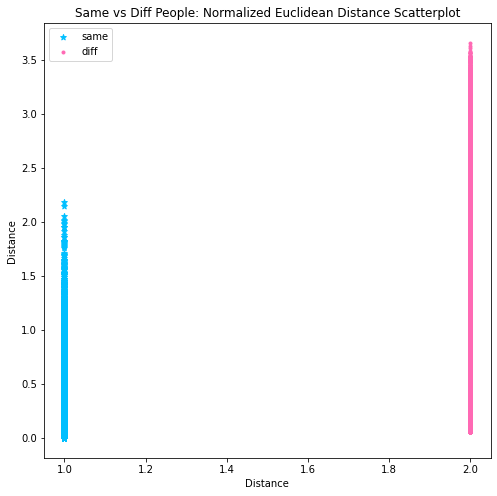 Same vs Diff People: Normalized Euclidean Distance Scatterplot
same
diff
3.5
3.0
2.5
2.0
1.5
1.0
0.5
0.0
Distance
1.0 1.2 1.4 1.6 1.8 2.0
Distance